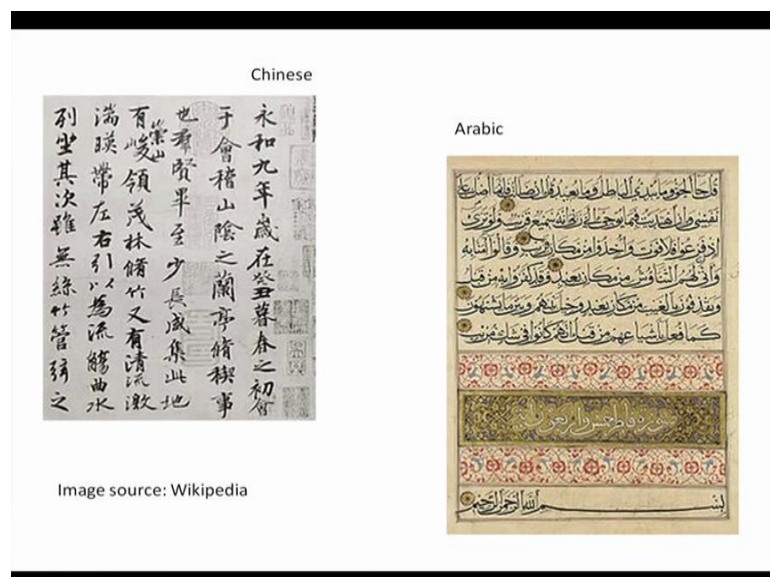 Chinese
永和九年歲在癸丑暮春之初會
于會稽山陰之蘭亭脩稧事
也羣賢畢至少長咸集此地
有崇山峻領茂林脩竹又有清流激
湍暎帶左右引以為流觴曲水
列坐其次雖無絲竹管弦之
Image source: Wikipedia
Arabic
قل جاء الحق وما يبدئ الباطل وما يعيد قل إن ضللت فإنما أضل على
نفسي وإن اهتديت فبما يوحي إلي ربي إنه سميع قريب ولو ترى
إذ فزعوا فلا فوت وأخذوا من مكان قريب وقالوا آمنا به
وأنى لهم التناوش من مكان بعيد وقد كفروا به من قبل
ويقذفون بالغيب من مكان بعيد وحيل بينهم وبين ما يشتهون
كما فعل بأشياعهم من قبل إنهم كانوا في شك مريب
سورة فاطر خمس وأربعون آية
بسم الله الرحمن الرحيم